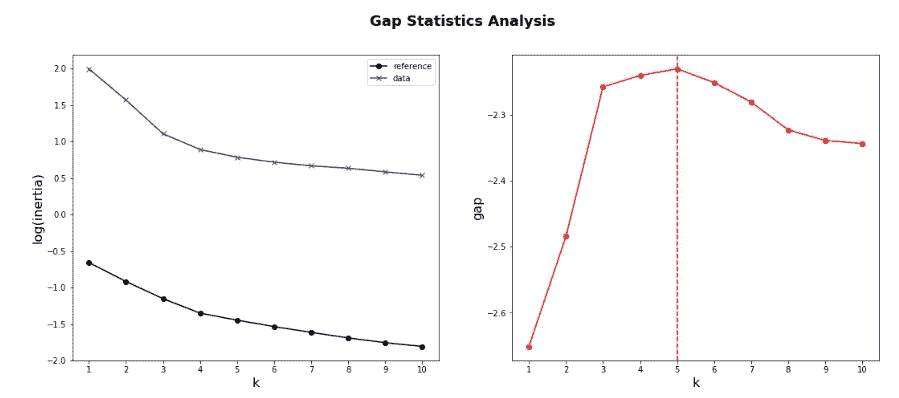 Gap Statistics Analysis
reference
data
2.0
1.5
1.0
0.5
0.0
−0.5
−1.0
−1.5
−2.0
log(inertia)
1 2 3 4 5 6 7 8 9 10
k
−2.3
−2.4
−2.5
−2.6
gap
1 2 3 4 5 6 7 8 9 10
k